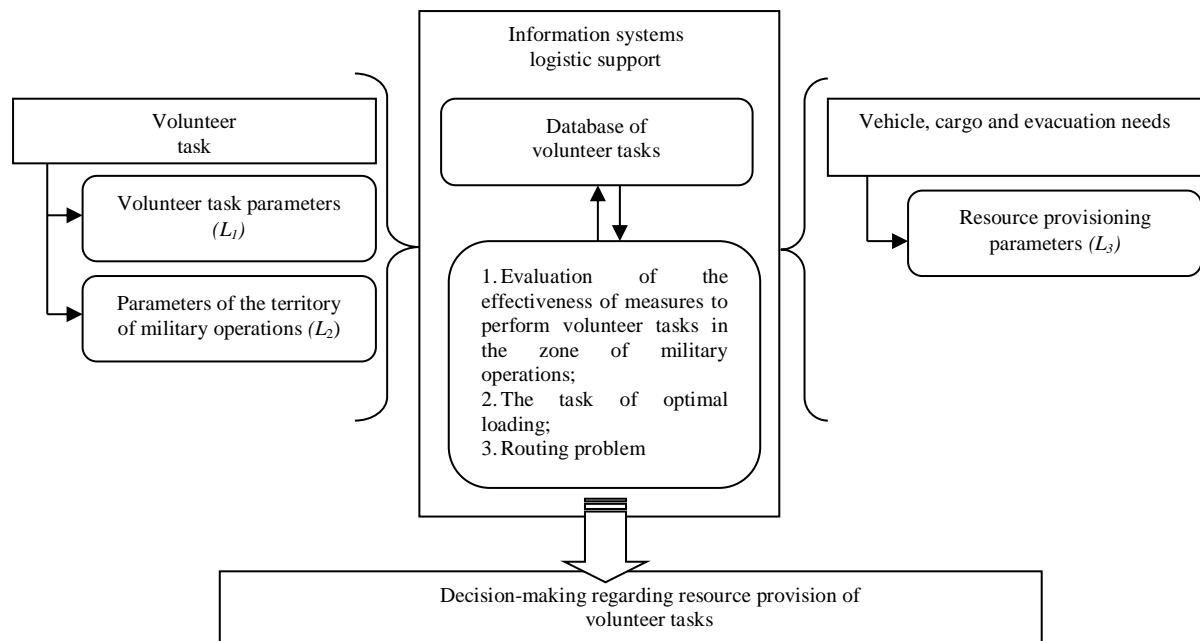 Information systems
logistic support
Volunteer
task
Volunteer task parameters
(L1)
Parameters of the territory
of military operations (L2)
Database of
volunteer tasks
1. Evaluation of the
effectiveness of measures to
perform volunteer tasks in
the zone of military
operations;
2. The task of optimal
loading;
3. Routing problem
Vehicle, cargo and evacuation needs
Resource provisioning
parameters (L3)
Decision-making regarding resource provision of
volunteer tasks